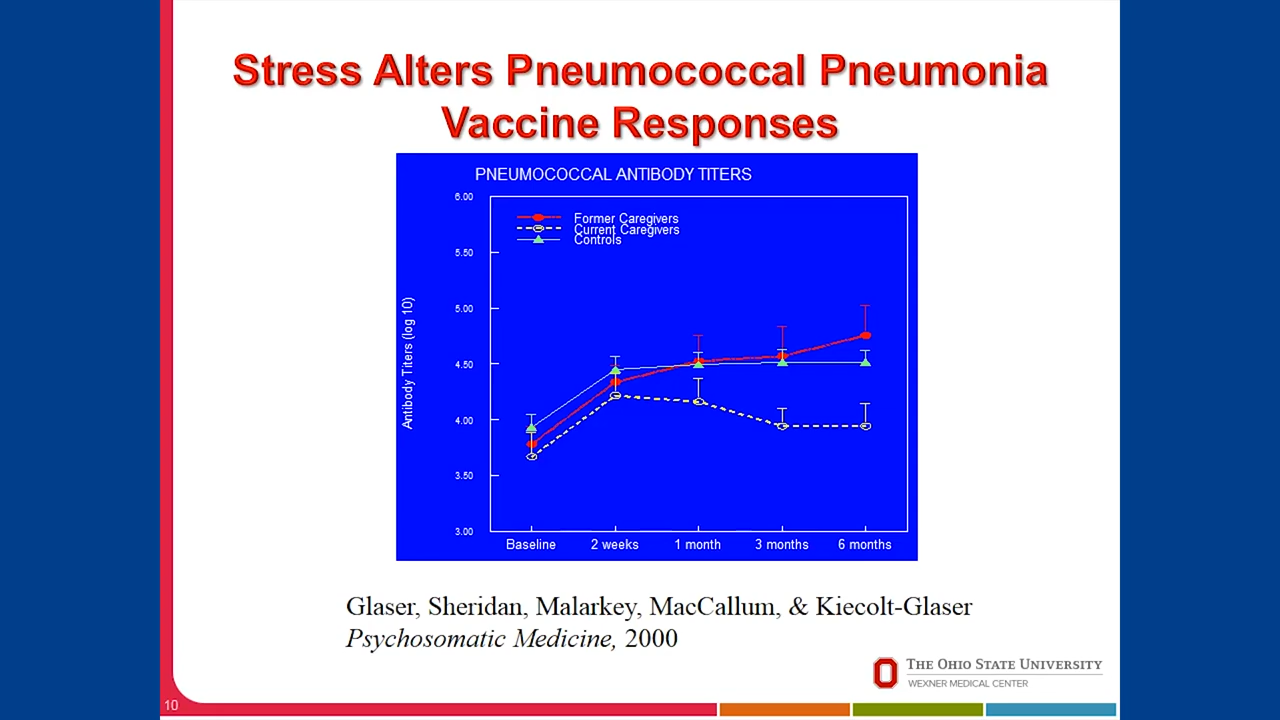 Stress Alters Pneumococcal Pneumonia
Vaccine Responses
PNEUMOCOCCAL ANTIBODY TITERS
6.00
5.50
5.00
4.50
4.00
3.50
3.00
Antibody Titers (log 10)
Former Caregivers
Current Caregivers
Controls
Baseline 2 weeks 1 month 3 months 6 months
Glaser, Sheridan, Malarkey, MacCallum, & Kiecolt-Glaser
Psychosomatic Medicine, 2000
THE OHIO STATE UNIVERSITY
WEXNER MEDICAL CENTER
10